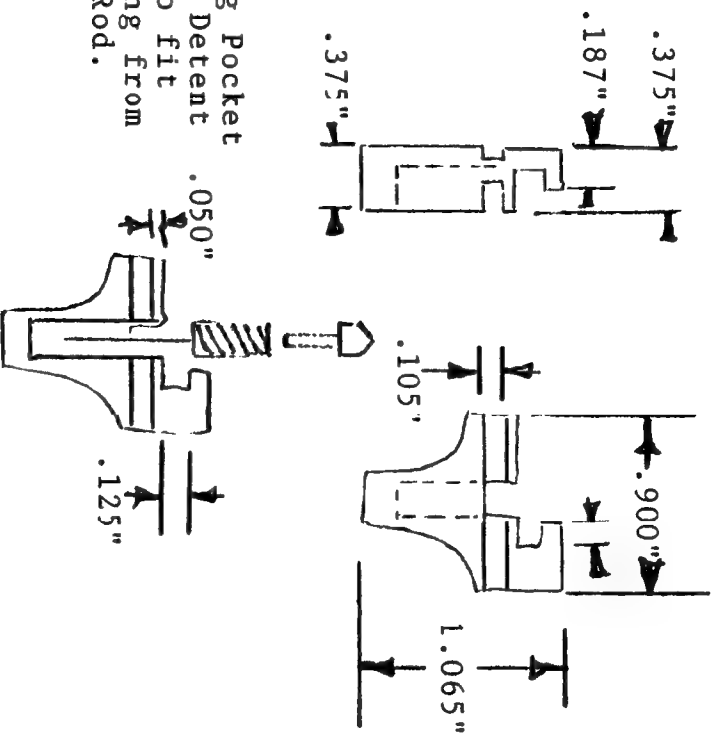 .375"
.900"
.187"
1.065"
.105"
.375"
g Pocket
Detent
o fit
ng from
Rod.
.050"
.125"